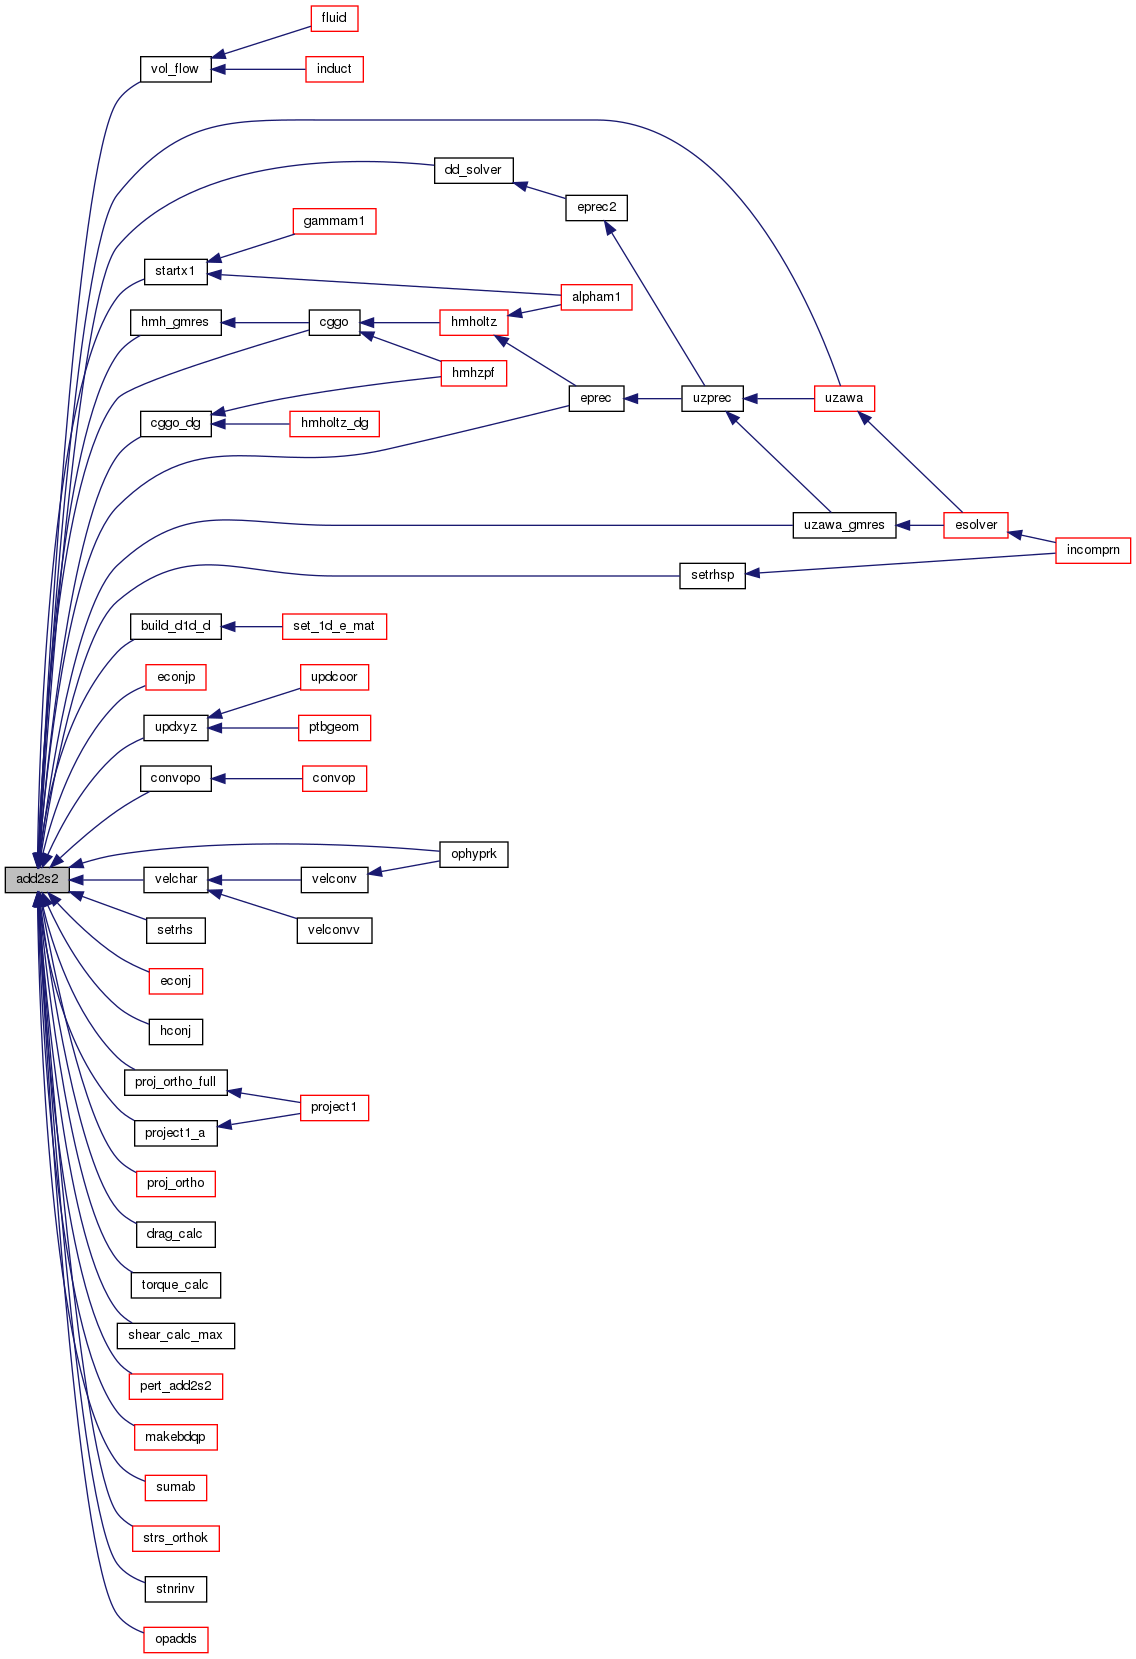 fluid
vol_flow
induct
dd_solver
eprec2
gammam1
startx1
alpham1
hmh_gmres
cggo
hmholtz
hmhzpf
eprec
uzprec
uzawa
cggo_dg
hmholtz_dg
uzawa_gmres
esolver
incomprn
setrhsp
build_d1d_d
set_1d_e_mat
econjp
updcoor
updxyz
ptbgeom
convopo
convop
ophyprk
add2s2
velchar
velconv
setrhs
velconvv
econj
hconj
proj_ortho_full
project1
project1_a
proj_ortho
drag_calc
torque_calc
shear_calc_max
pert_add2s2
makebdqp
sumab
strs_orthok
stnrinv
opadds